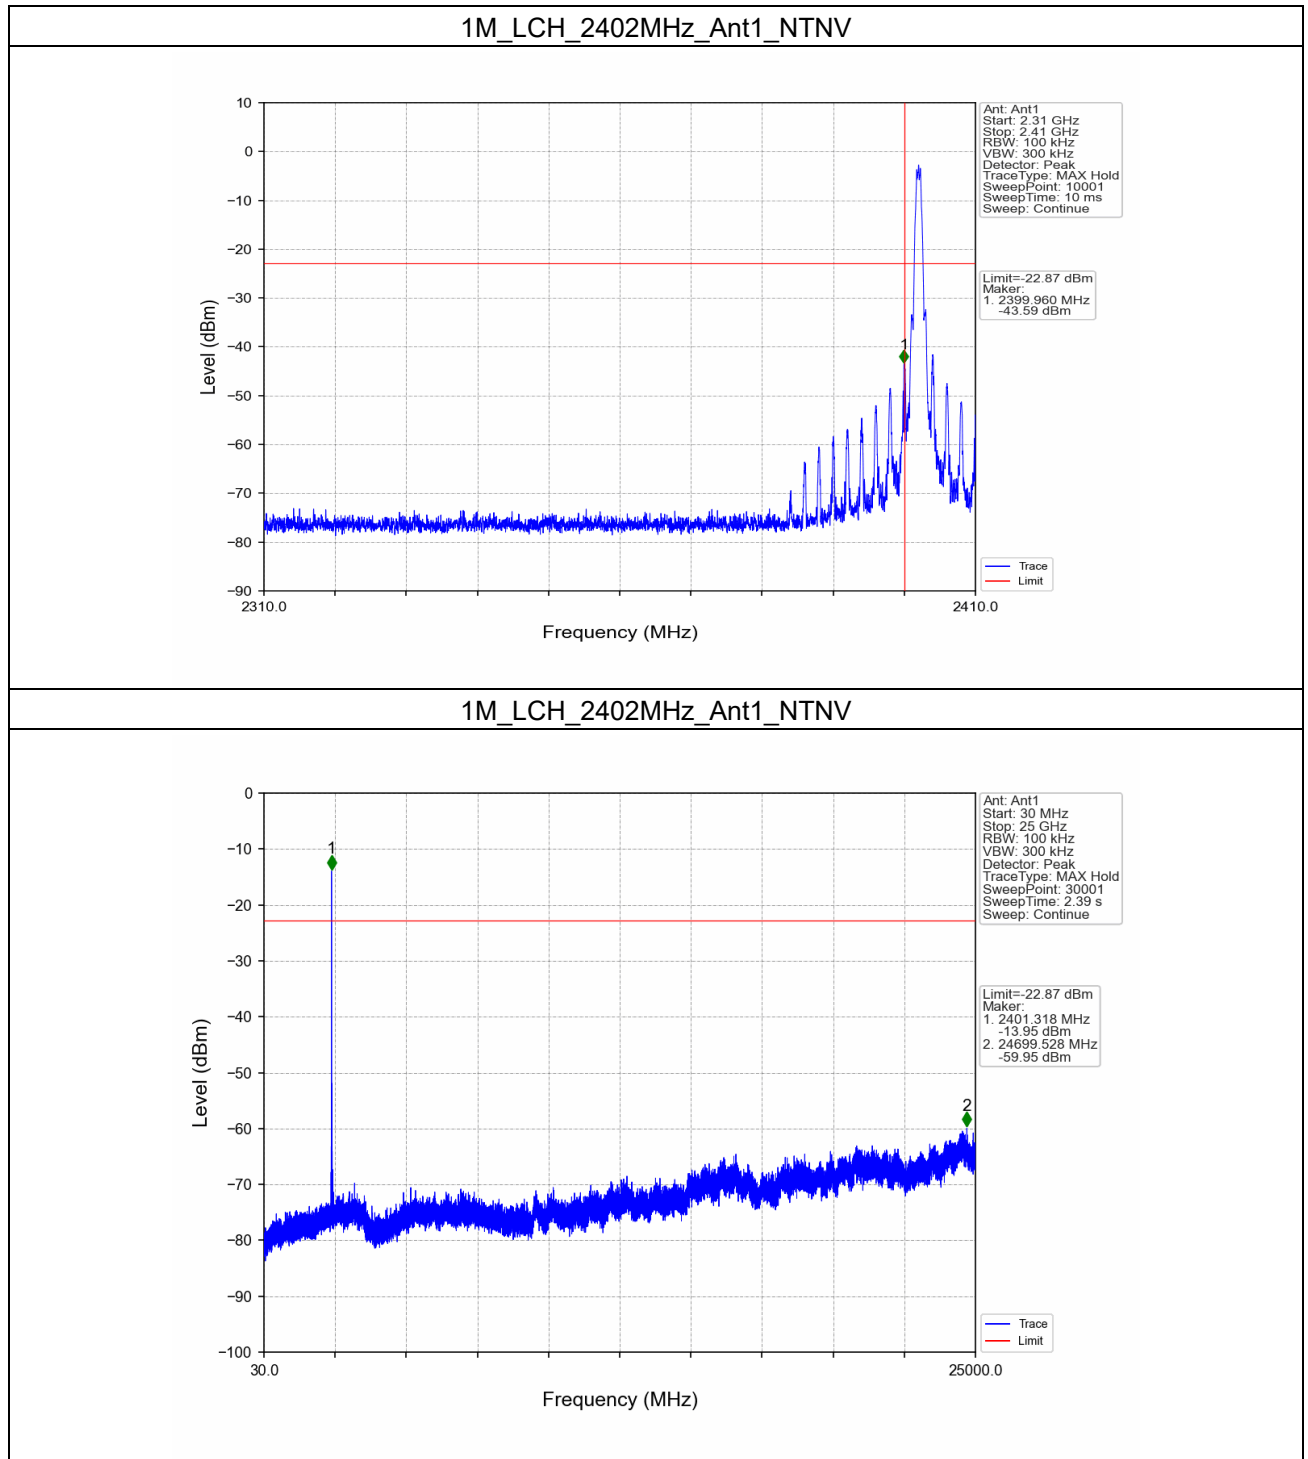 1M_LCH_2402MHz_Ant1_NTNV
10
0
−10
−20
−30
−40
−50
−60
−70
−80
−90
Level (dBm)
1
2310.0
2410.0
Frequency (MHz)
Ant: Ant1
Start: 2.31 GHz
Stop: 2.41 GHz
RBW: 100 kHz
VBW: 300 kHz
Detector: Peak
TraceType: MAX Hold
SweepPoint: 10001
SweepTime: 10 ms
Sweep: Continue
Limit=-22.87 dBm
Maker:
1. 2399.960 MHz
-43.59 dBm
Trace
Limit
1M_LCH_2402MHz_Ant1_NTNV
0
−10
−20
−30
−40
−50
−60
−70
−80
−90
−100
Level (dBm)
1
2
30.0
25000.0
Frequency (MHz)
Ant: Ant1
Start: 30 MHz
Stop: 25 GHz
RBW: 100 kHz
VBW: 300 kHz
Detector: Peak
TraceType: MAX Hold
SweepPoint: 30001
SweepTime: 2.39 s
Sweep: Continue
Limit=-22.87 dBm
Maker:
1. 2401.318 MHz
-13.95 dBm
2. 24699.528 MHz
-59.95 dBm
Trace
Limit